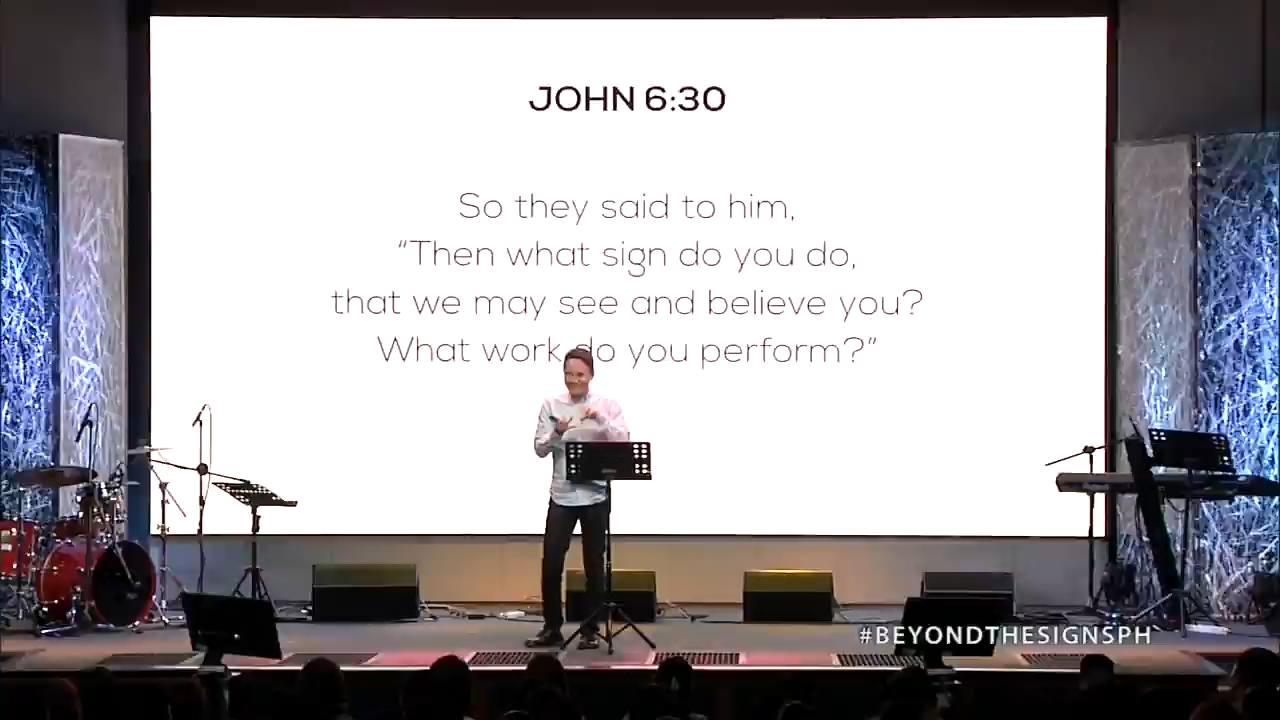 JOHN 6:30
So they said to him,
“Then what sign do you do,
that we may see and believe you?
What work do you perform?”
#BEYONDTHESIGNSPH